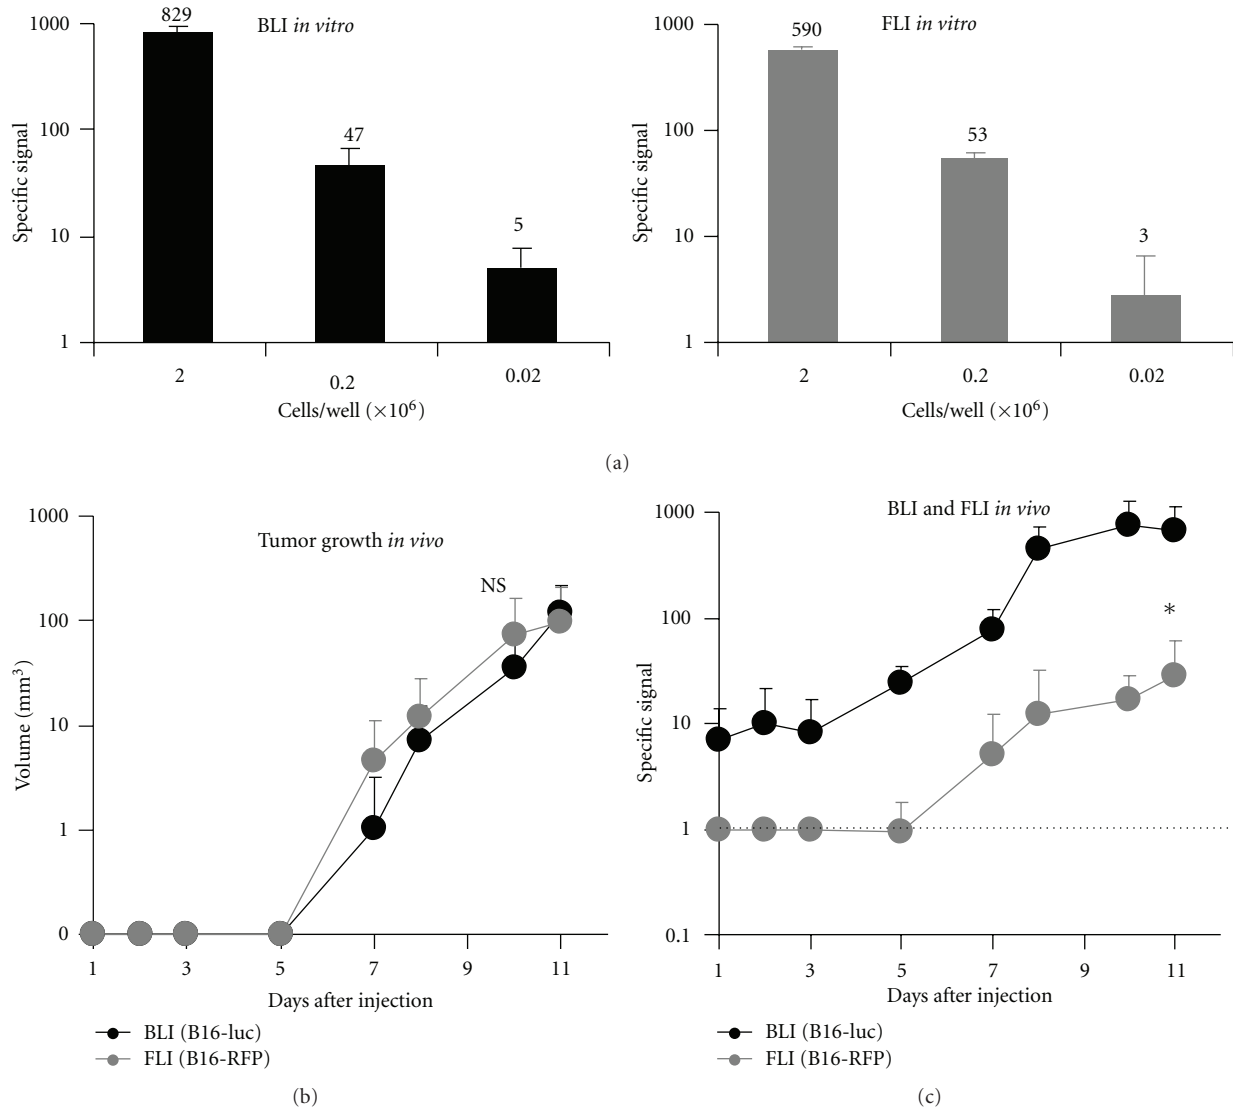 BLI in vitro
829
47
5
1000
100
10
1
Specific signal
2
0.2
0.02
Cells/well (×10⁶)
FLI in vitro
590
53
3
1000
100
10
1
Specific signal
2
0.2
0.02
Cells/well (×10⁶)
(a)
Tumor growth in vivo
NS
1000
100
10
1
0
Volume (mm³)
1
3
5
7
9
11
Days after injection
BLI (B16-luc)
FLI (B16-RFP)
(b)
BLI and FLI in vivo
*
1000
100
10
1
0.1
Specific signal
1
3
5
7
9
11
Days after injection
BLI (B16-luc)
FLI (B16-RFP)
(c)